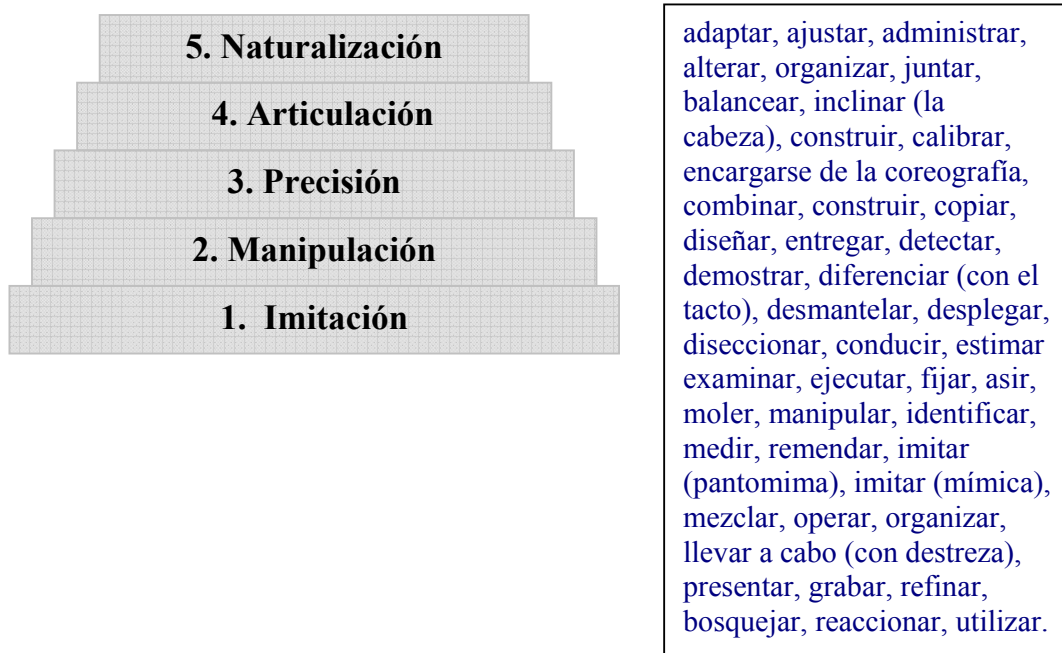 5. Naturalización
4. Articulación
3. Precisión
2. Manipulación
1. Imitación
adaptar, ajustar, administrar,
alterar, organizar, juntar,
balancear, inclinar (la
cabeza), construir, calibrar,
encargarse de la coreografía,
combinar, construir, copiar,
diseñar, entregar, detectar,
demostrar, diferenciar (con el
tacto), desmantelar, desplegar,
diseccionar, conducir, estimar
examinar, ejecutar, fijar, asir,
moler, manipular, identificar,
medir, remendar, imitar
(pantomima), imitar (mímica),
mezclar, operar, organizar,
llevar a cabo (con destreza),
presentar, grabar, refinar,
bosquejar, reaccionar, utilizar.